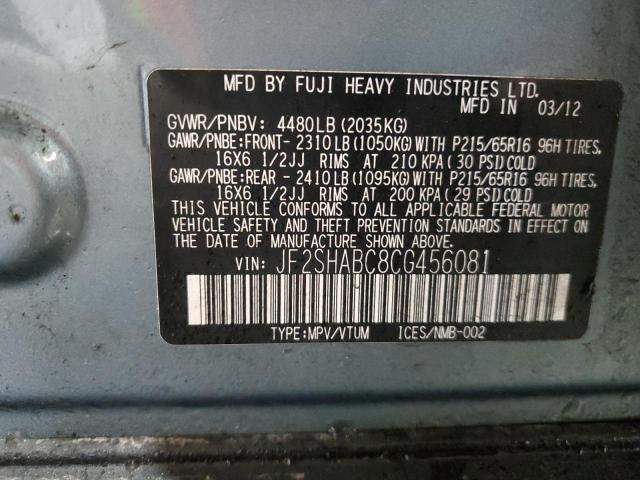 MFD BY FUJI HEAVY INDUSTRIES LTD.
MFD IN 03/12
GVWR/PNBV: 4480LB(2035KG)
GAWR/PNBE:FRONT- 2310LB(1050KG)WITH P215/65R16 96H TIRES,
16X6 1/2JJ RIMS AT 210 KPA(30 PSI)COLD
GAWR/PNBE:REAR - 2410LB(1095KG)WITH P215/65R16 96H TIRES,
16X6 1/2JJ RIMS AT 200 KPA(29 PSI)COLD
THIS VEHICLE CONFORMS TO ALL APPLICABLE FEDERAL MOTOR
VEHICLE SAFETY AND THEFT PREVENTION STANDARDS IN EFFECT
ON THE DATE OF MANUFACTURE SHOWN ABOVE.
VIN: JF2SHABC8CG456081
TYPE:MPV/VTUM ICES/NMB-002